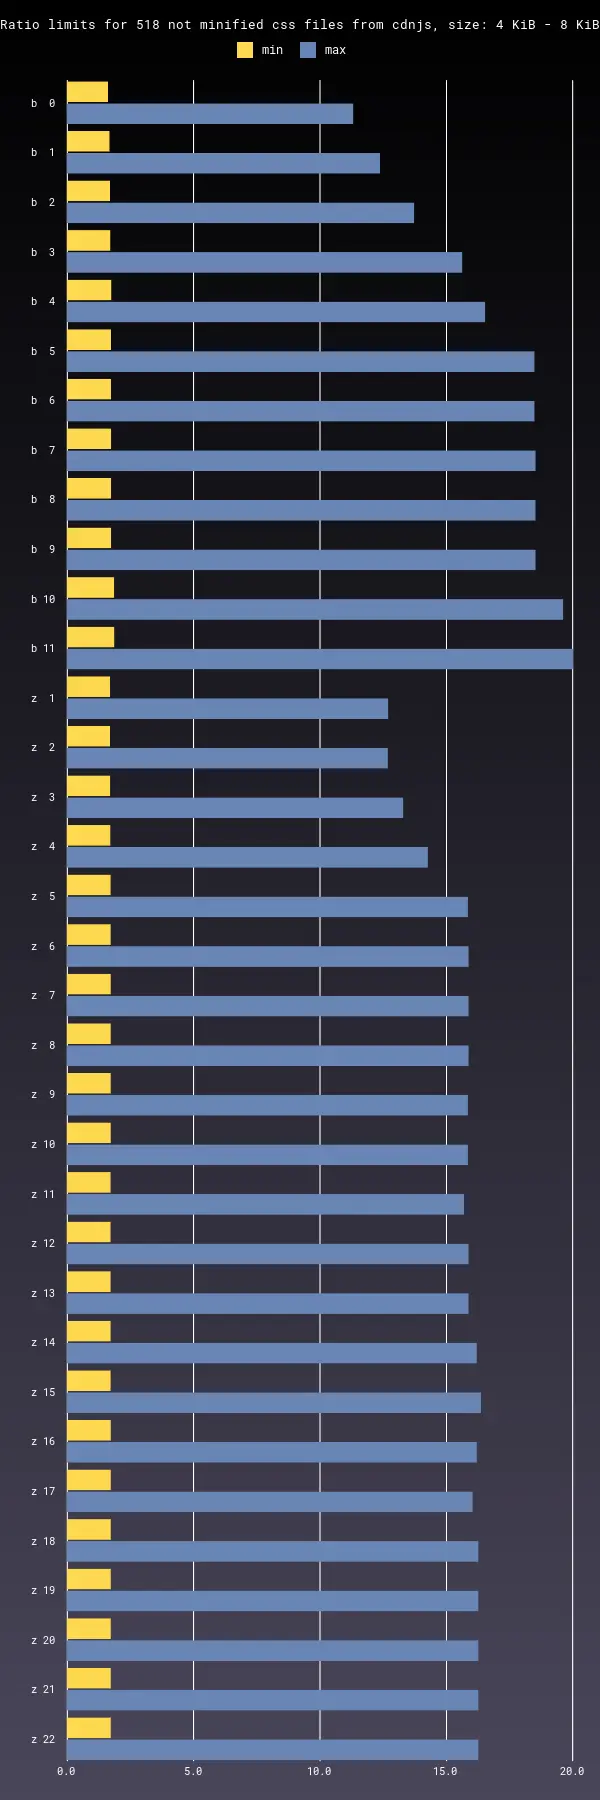 Ratio limits for 518 not minified css files from cdnjs, size: 4 KiB - 8 KiB
min max
b 0
b 1
b 2
b 3
b 4
b 5
b 6
b 7
b 8
b 9
b 10
b 11
z 1
z 2
z 3
z 4
z 5
z 6
z 7
z 8
z 9
z 10
z 11
z 12
z 13
z 14
z 15
z 16
z 17
z 18
z 19
z 20
z 21
z 22
0.0 5.0 10.0 15.0 20.0